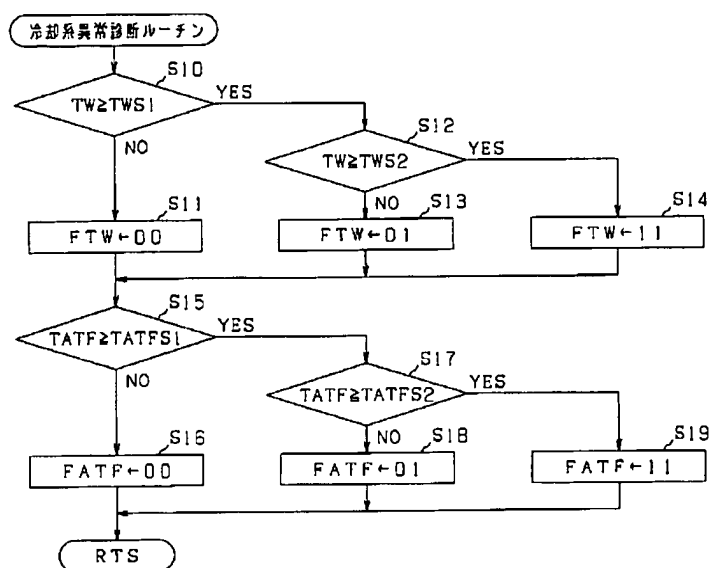 冷却系異常診断ルーチン
S10
TW≧TWS1
YES
NO
S12
TW≧TWS2
YES
NO
S11
FTW←00
S13
FTW←01
S14
FTW←11
S15
TATF≧TATFS1
YES
NO
S17
TATF≧TATFS2
YES
NO
S16
FATF←00
S18
FATF←01
S19
FATF←11
RTS